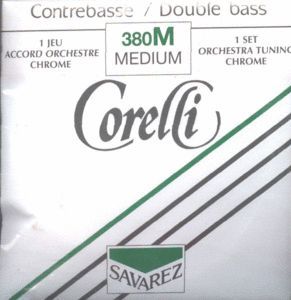 Contrebasse / Double bass
1 JEU
ACCORD ORCHESTRE
CHROME
380M
MEDIUM
1 SET
ORCHESTRA TUNING
CHROME
Corelli
SAVAREZ